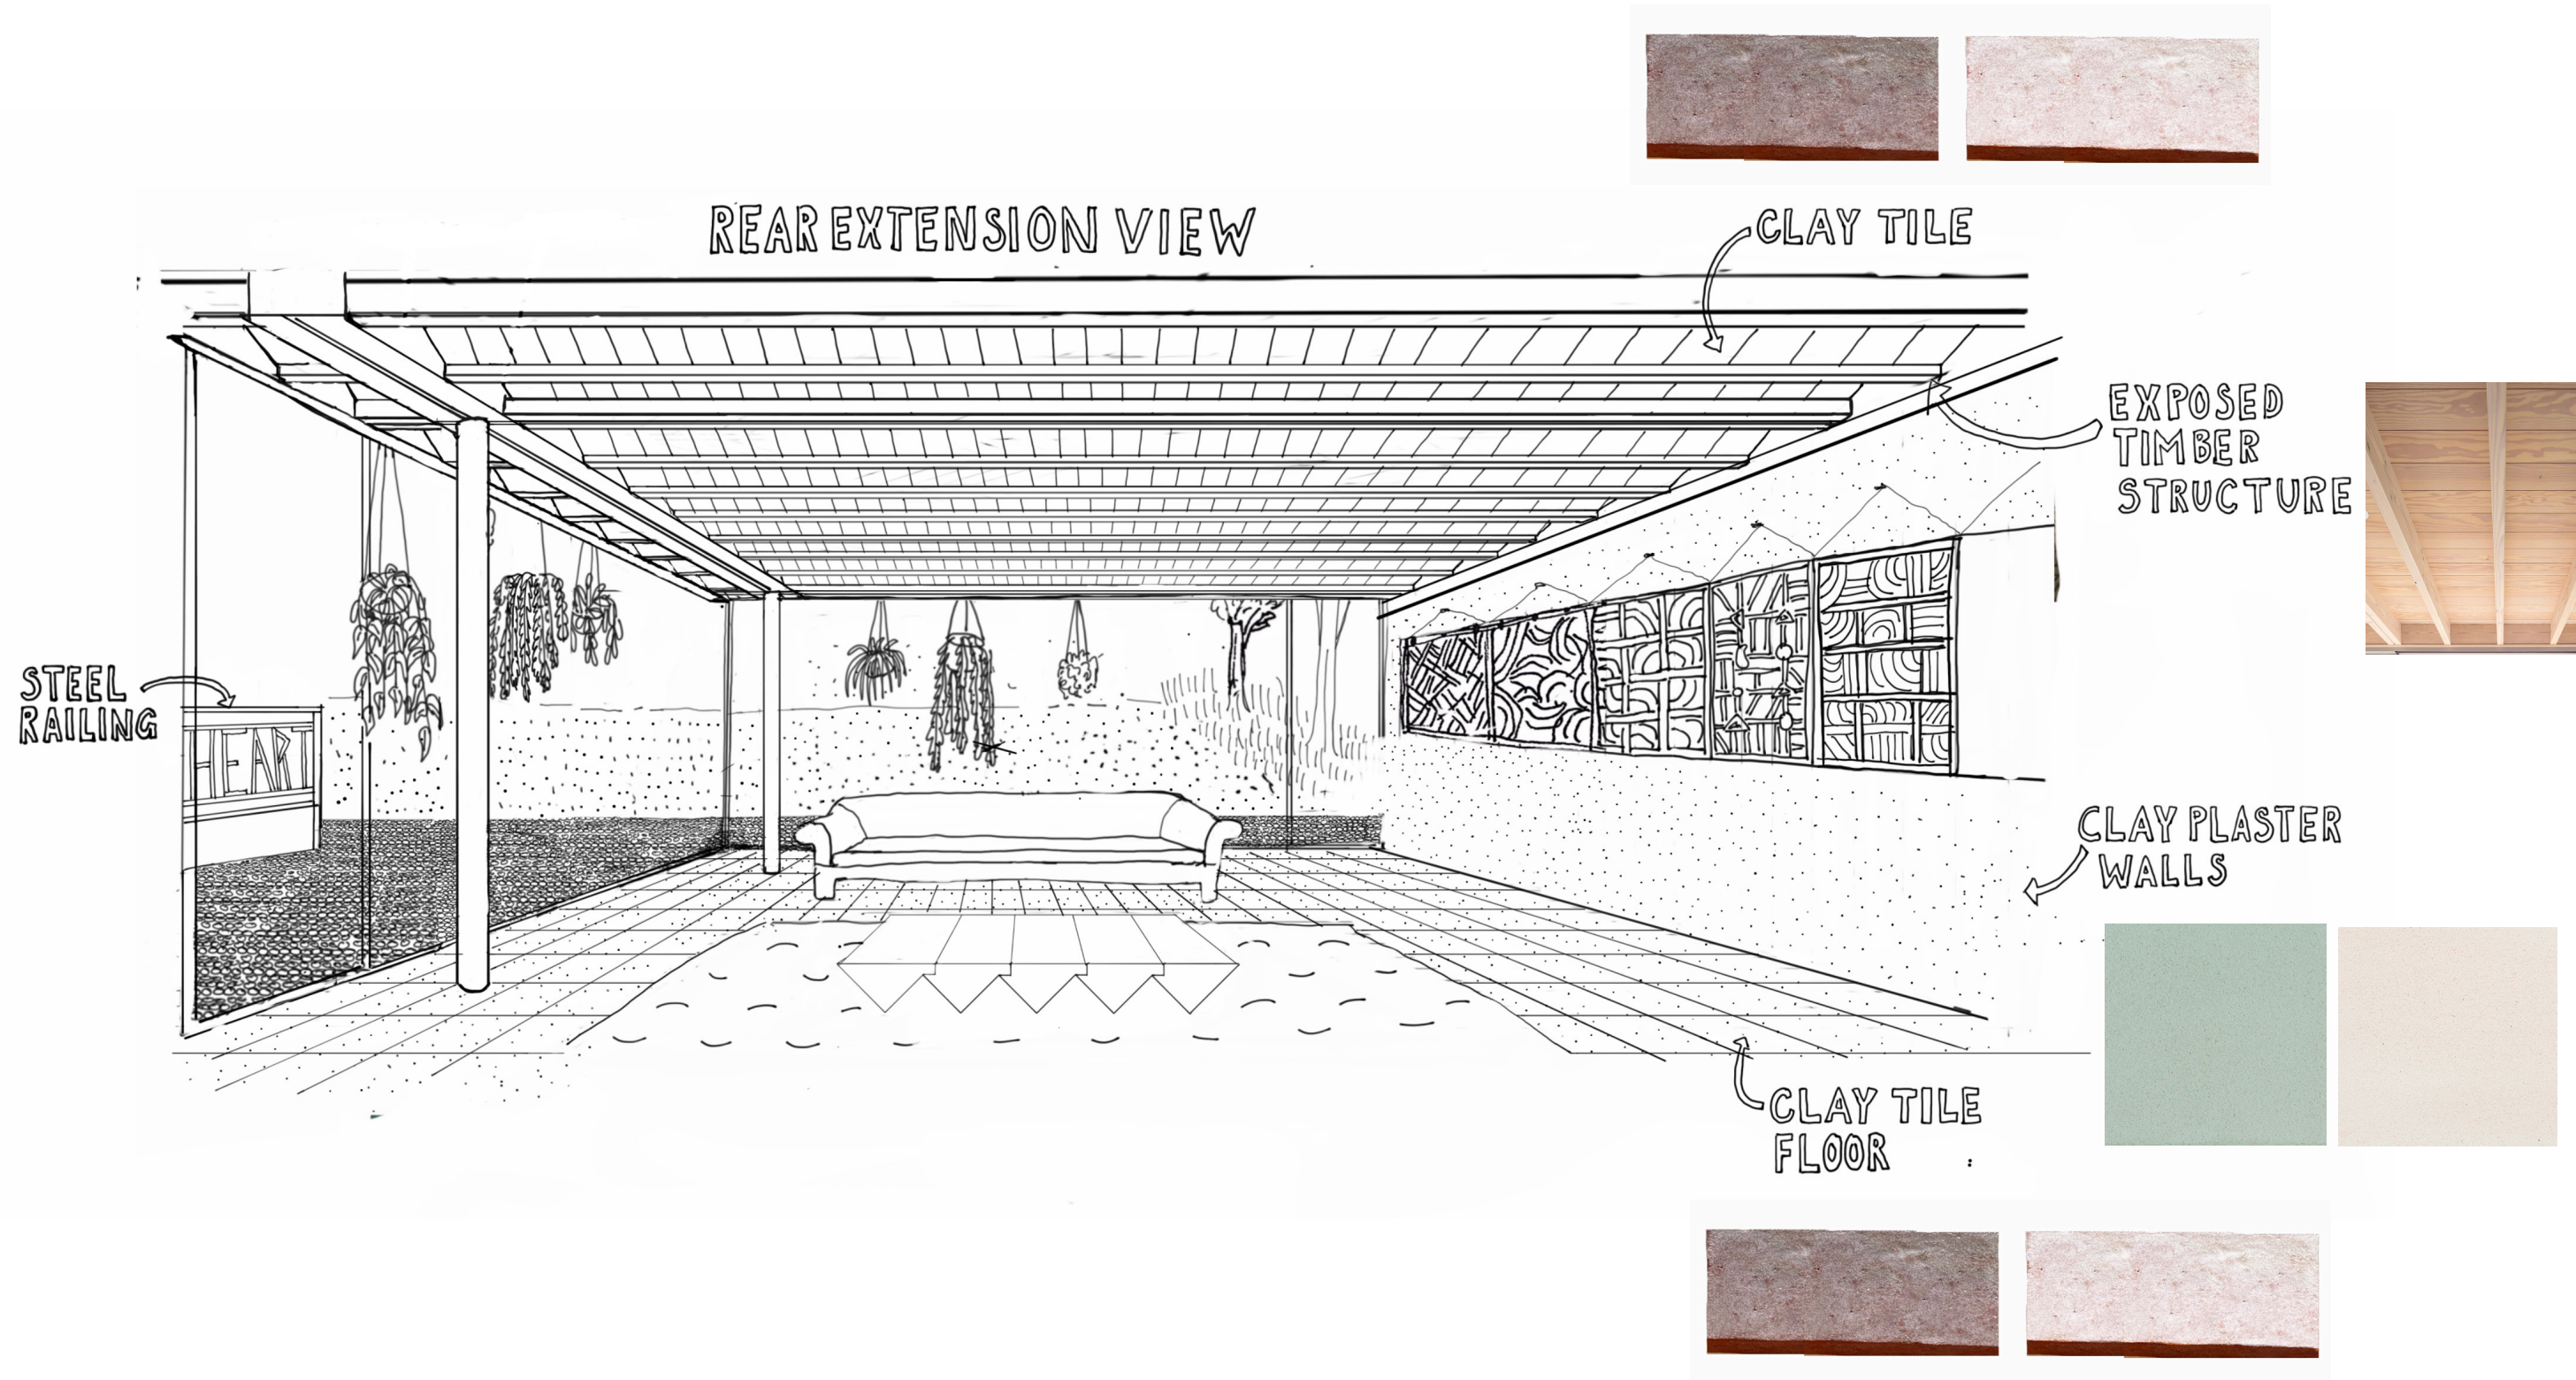 REAR EXTENSION VIEW
CLAY TILE
EXPOSED
TIMBER
STRUCTURE
STEEL
RAILING
HEART
CLAY PLASTER
WALLS
CLAY TILE
FLOOR